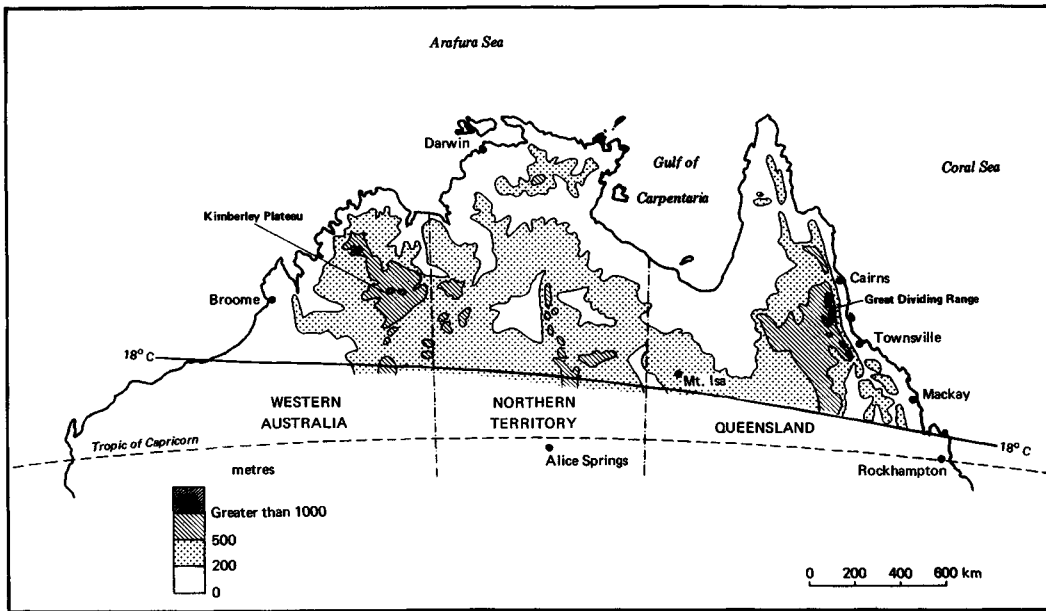 Arafura Sea
Darwin
Gulf of
Carpentaria
Coral Sea
Kimberley Plateau
Cairns
Broome
Great Dividing Range
Townsville
18° C
Mt. Isa
Mackay
WESTERN
AUSTRALIA
NORTHERN
TERRITORY
QUEENSLAND
18° C
Tropic of Capricorn
Alice Springs
Rockhampton
metres
Greater than 1000
500
200
0
0 200 400 600 km